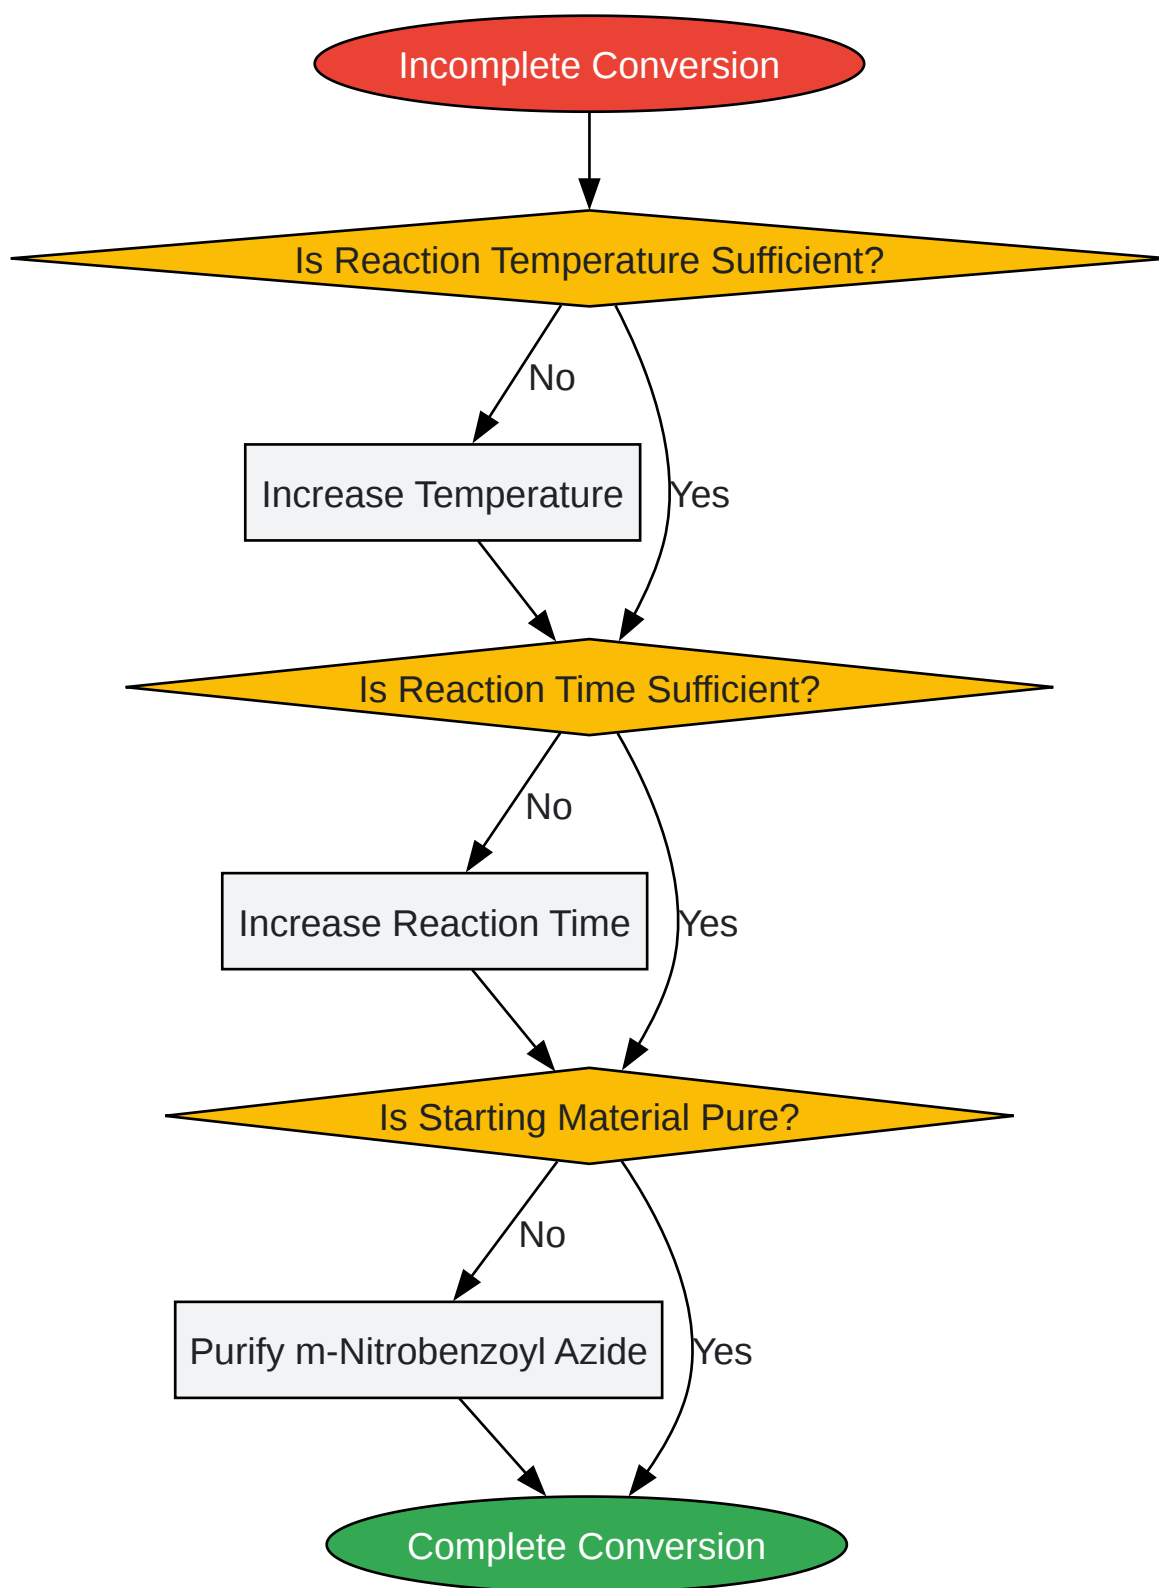 Incomplete Conversion
Is Reaction Temperature Sufficient?
No
Increase Temperature
Yes
Is Reaction Time Sufficient?
No
Increase Reaction Time
Yes
Is Starting Material Pure?
No
Purify m-Nitrobenzoyl Azide
Yes
Complete Conversion